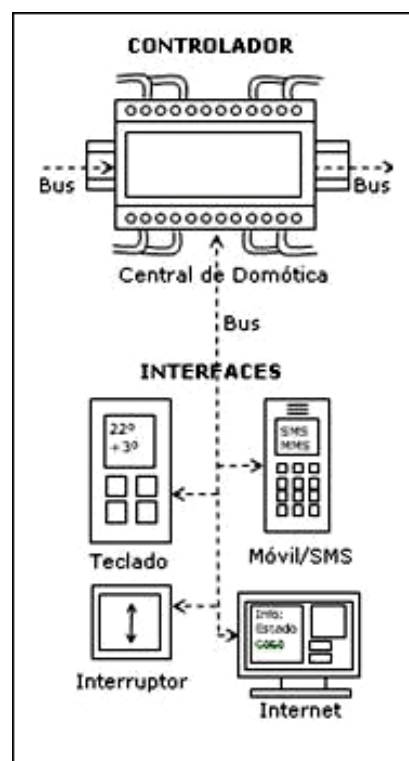 CONTROLADOR
Bus
Bus
Central de Domótica
Bus
INTERFACES
22º
+3º
SMS
MMS
Teclado
Móvil/SMS
Info:
Estado
Interruptor
Internet